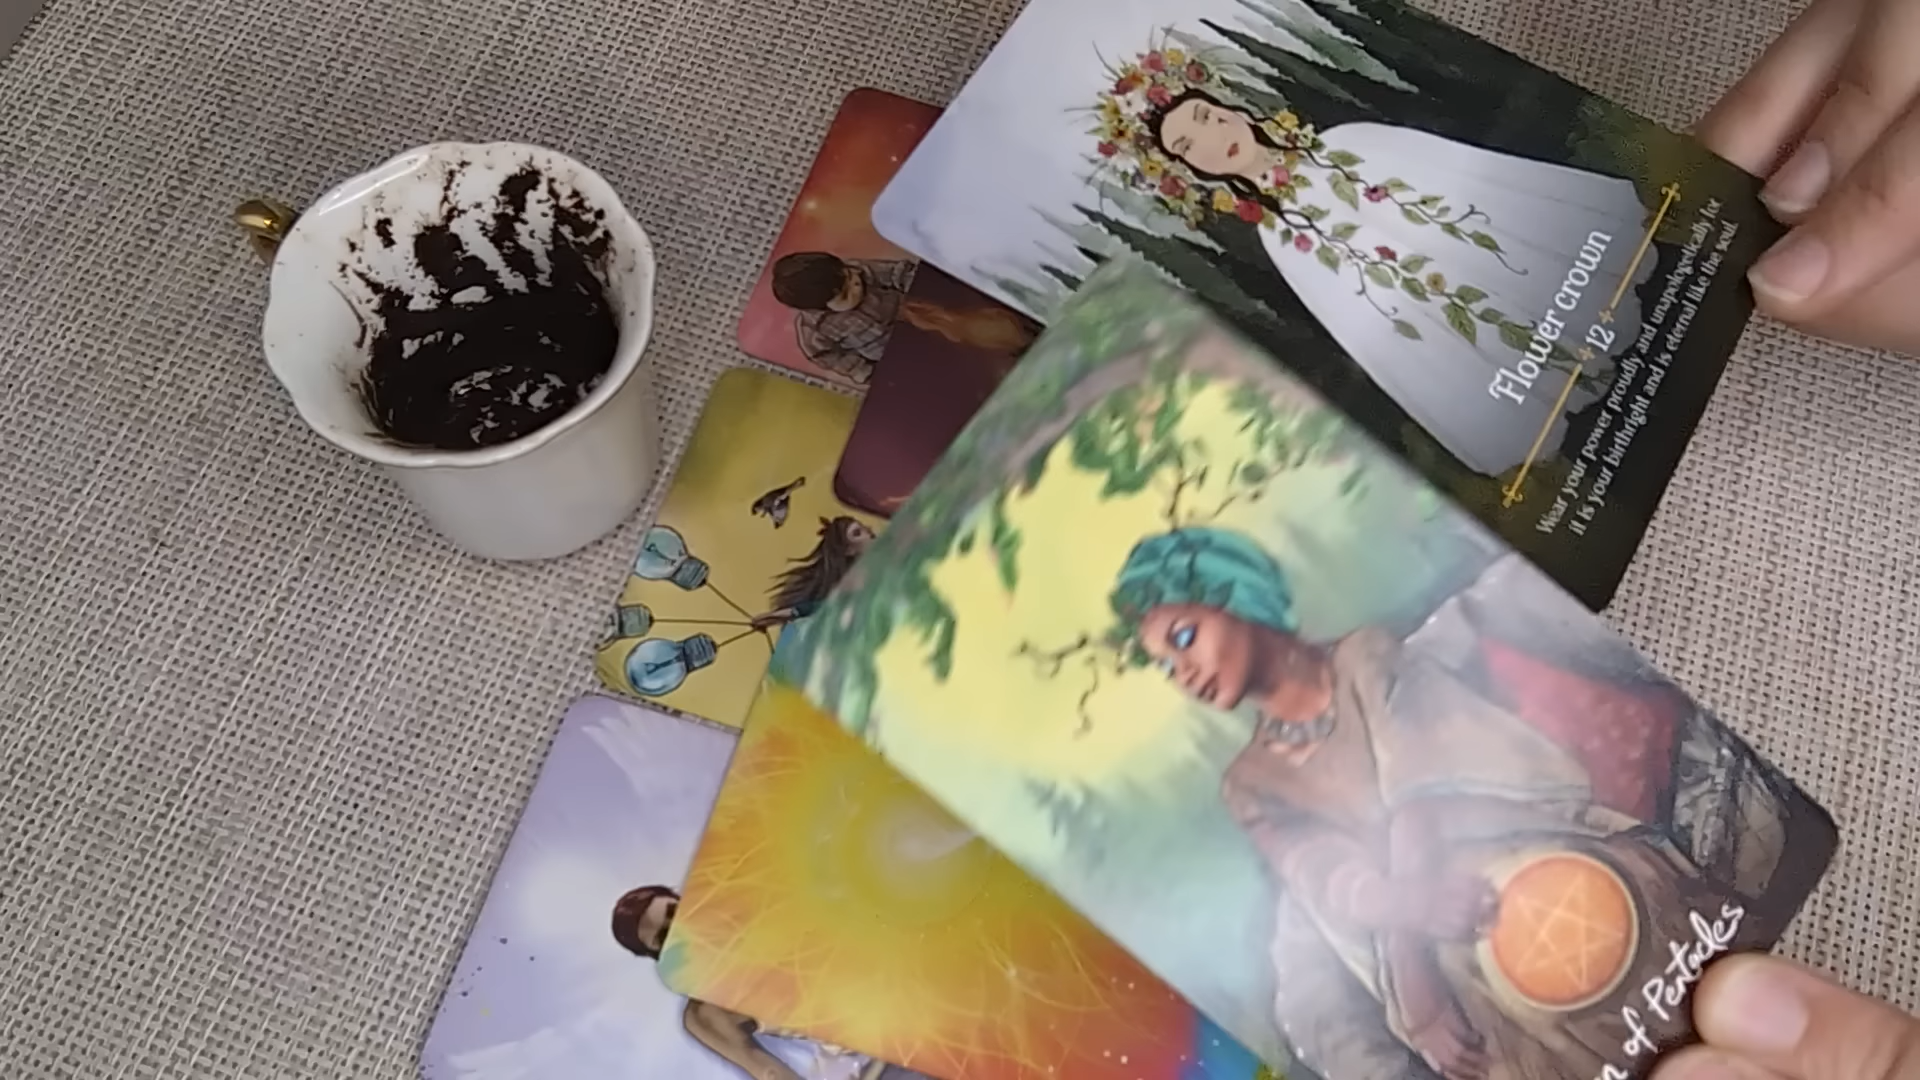 Flower crown
12
Wear your power proudly and unapologetically for
it is your birthright and is eternal like the soul
of Pentacles